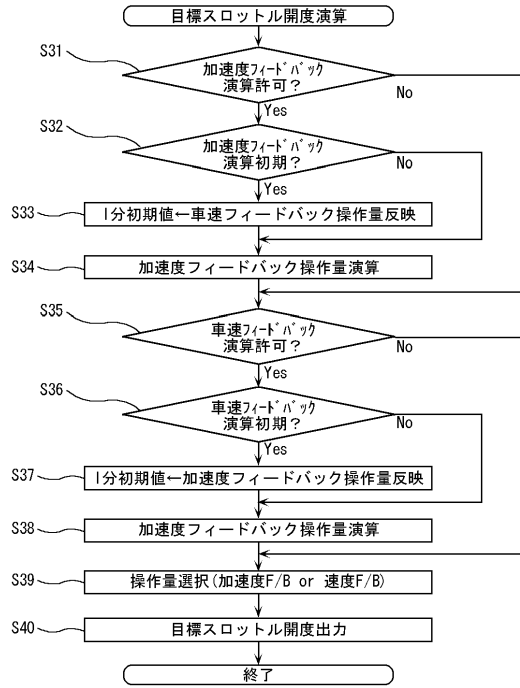 目標スロットル開度演算
S31
加速度フィードバック
演算許可？
No
Yes
S32
加速度フィードバック
演算初期？
No
Yes
S33
I分初期値←車速フィードバック操作量反映
S34
加速度フィードバック操作量演算
S35
車速フィードバック
演算許可？
No
Yes
S36
車速フィードバック
演算初期？
No
Yes
S37
I分初期値←加速度フィードバック操作量反映
S38
加速度フィードバック操作量演算
S39
操作量選択(加速度F/B or 速度F/B)
S40
目標スロットル開度出力
終了